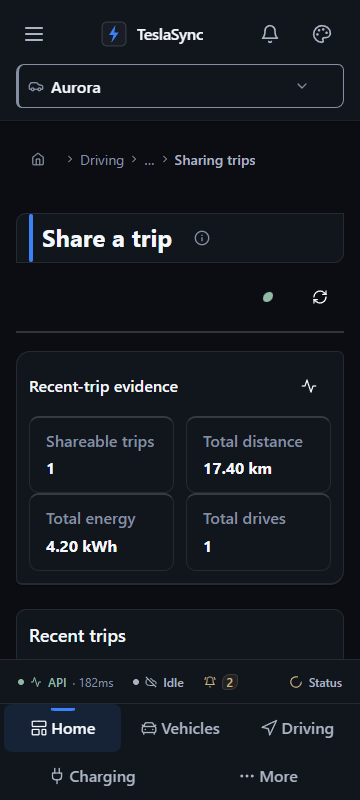 TeslaSync
Aurora
Driving
...
Sharing trips
Share a trip
Recent-trip evidence
Shareable trips
1
Total distance
17.40 km
Total energy
4.20 kWh
Total drives
1
Recent trips
API · 182ms
Idle
2
Status
Home
Vehicles
Driving
Charging
More